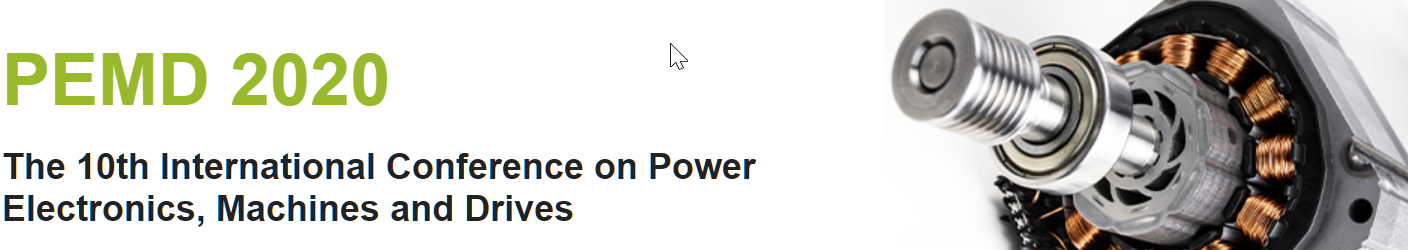 PEMD 2020
The 10th International Conference on Power
Electronics, Machines and Drives